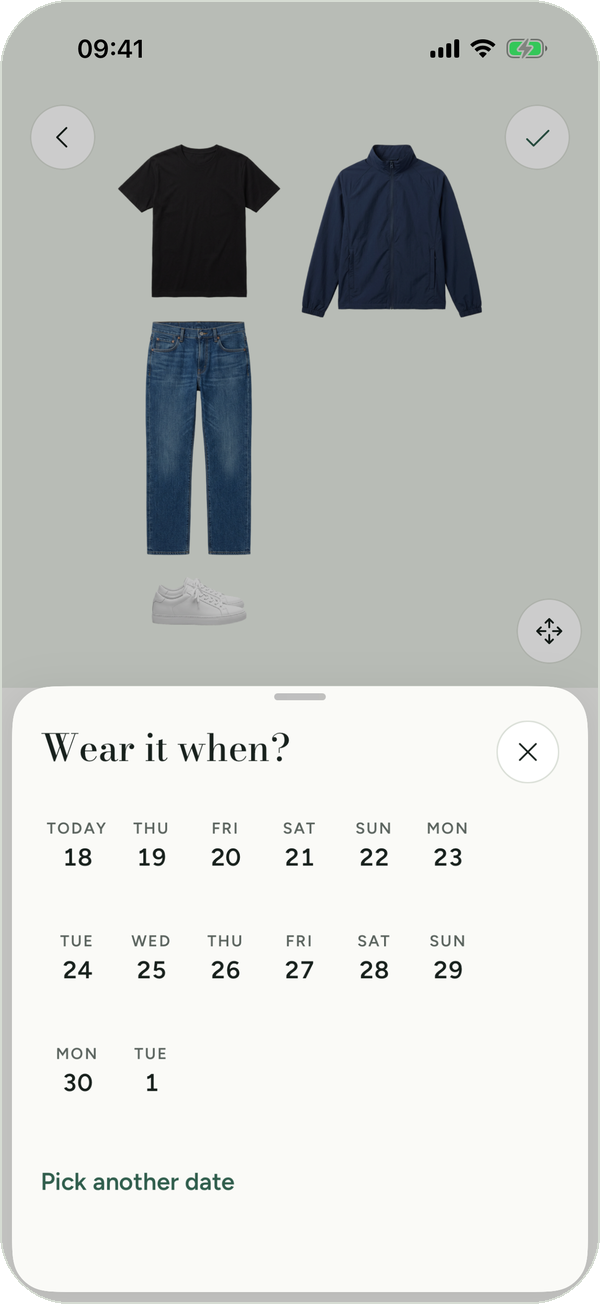 09:41
Wear it when?
TODAY THU FRI SAT SUN MON
18 19 20 21 22 23
TUE WED THU FRI SAT SUN
24 25 26 27 28 29
MON TUE
30 1
Pick another date